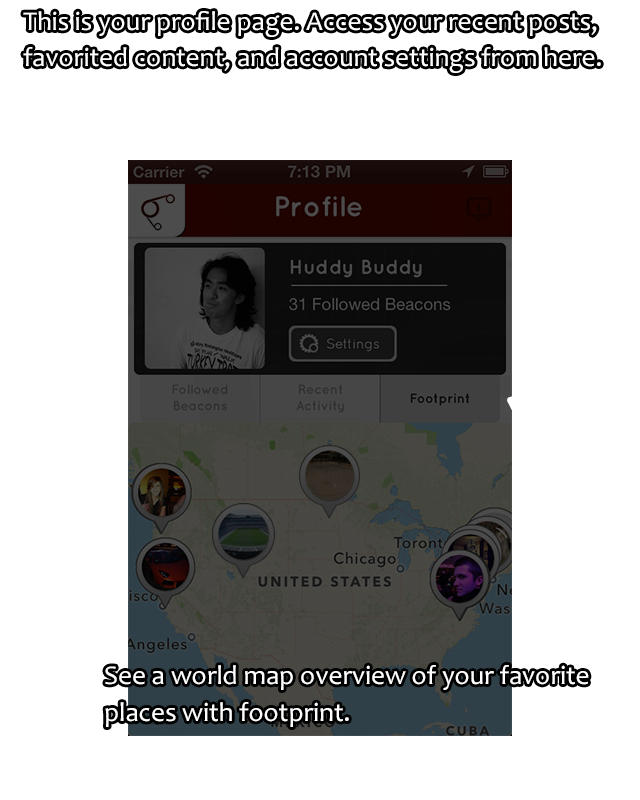 This is your profile page. Access your recent posts,
favorited content, and account settings from here.
Carrier 7:13 PM
Profile
Huddy Buddy
31 Followed Beacons
Settings
TURKEY TROT
Followed
Beacons
Recent
Activity
Footprint
Toront
Chicago
UNITED STATES
isco
N
Was
Angeles
See a world map overview of your favorite
places with footprint.
CUBA